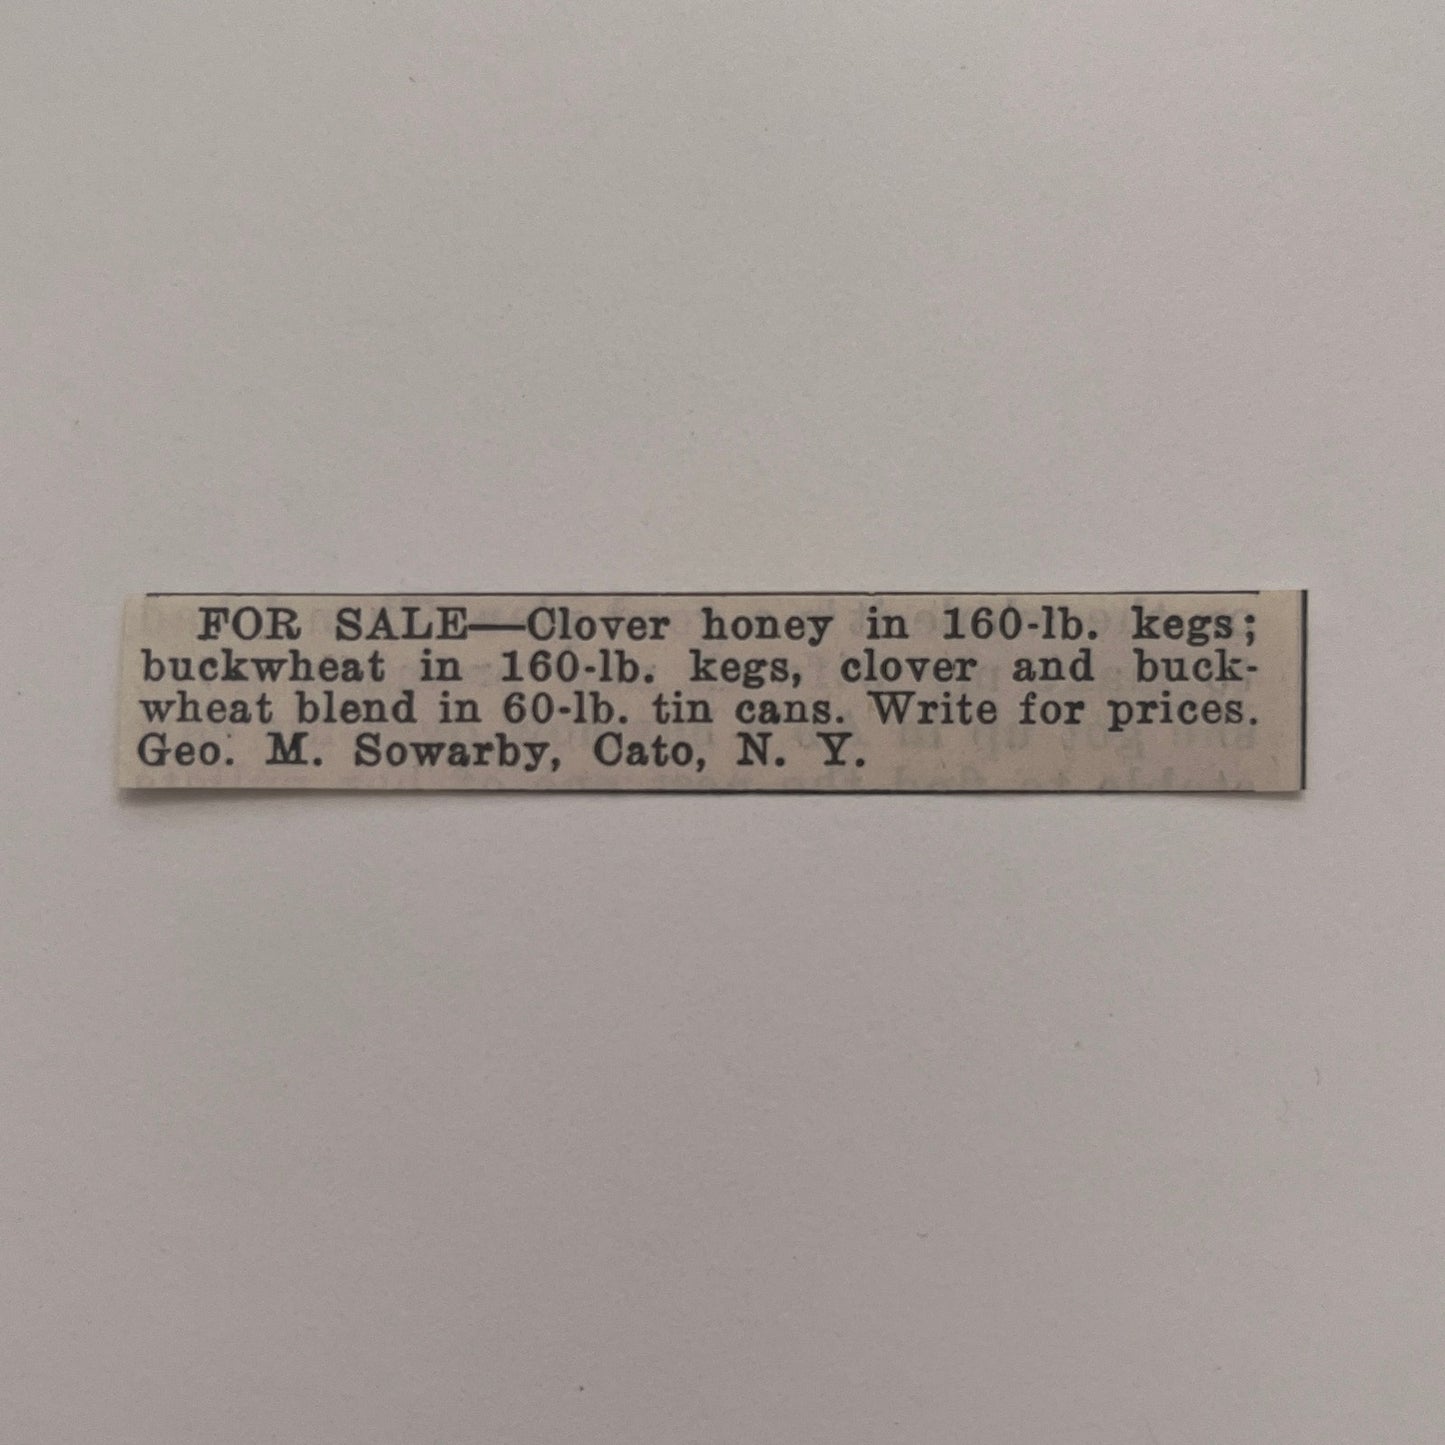 FOR SALE—Clover honey in 160-lb. kegs;
buckwheat in 160-lb. kegs, clover and buck-
wheat blend in 60-lb. tin cans. Write for prices.
Geo. M. Sowarby, Cato, N. Y.